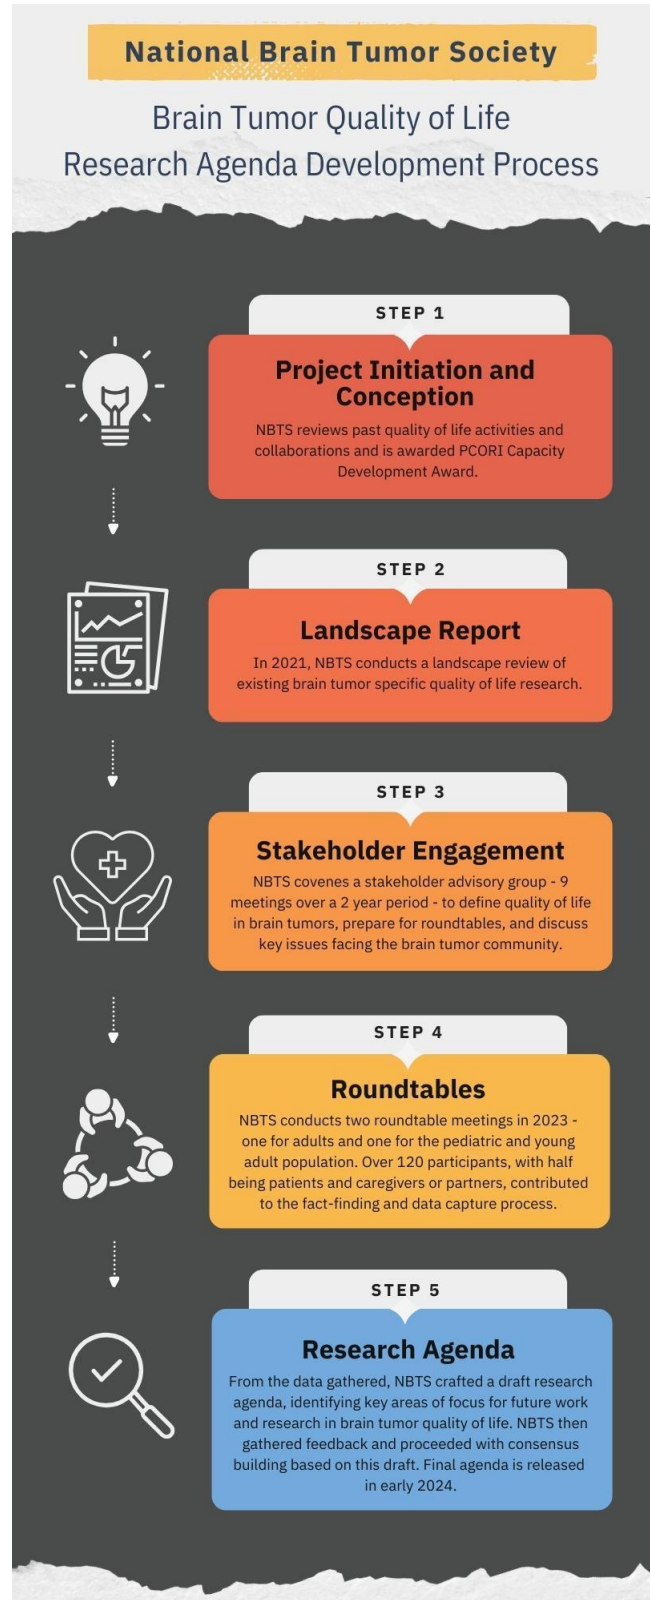 National Brain Tumor Society
Brain Tumor Quality of Life
Research Agenda Development Process
STEP 1
Project Initiation and
Conception
NBTS reviews past quality of life activities and
collaborations and is awarded PCORI Capacity
Development Award.
STEP 2
Landscape Report
In 2021, NBTS conducts a landscape review of
existing brain tumor specific quality of life research.
STEP 3
Stakeholder Engagement
NBTS covenes a stakeholder advisory group - 9
meetings over a 2 year period - to define quality of life
in brain tumors, prepare for roundtables, and discuss
key issues facing the brain tumor community.
STEP 4
Roundtables
NBTS conducts two roundtable meetings in 2023 -
one for adults and one for the pediatric and young
adult population. Over 120 participants, with half
being patients and caregivers or partners, contributed
to the fact-finding and data capture process.
STEP 5
Research Agenda
From the data gathered, NBTS crafted a draft research
agenda, identifying key areas of focus for future work
and research in brain tumor quality of life. NBTS then
gathered feedback and proceeded with consensus
building based on this draft. Final agenda is released
in early 2024.